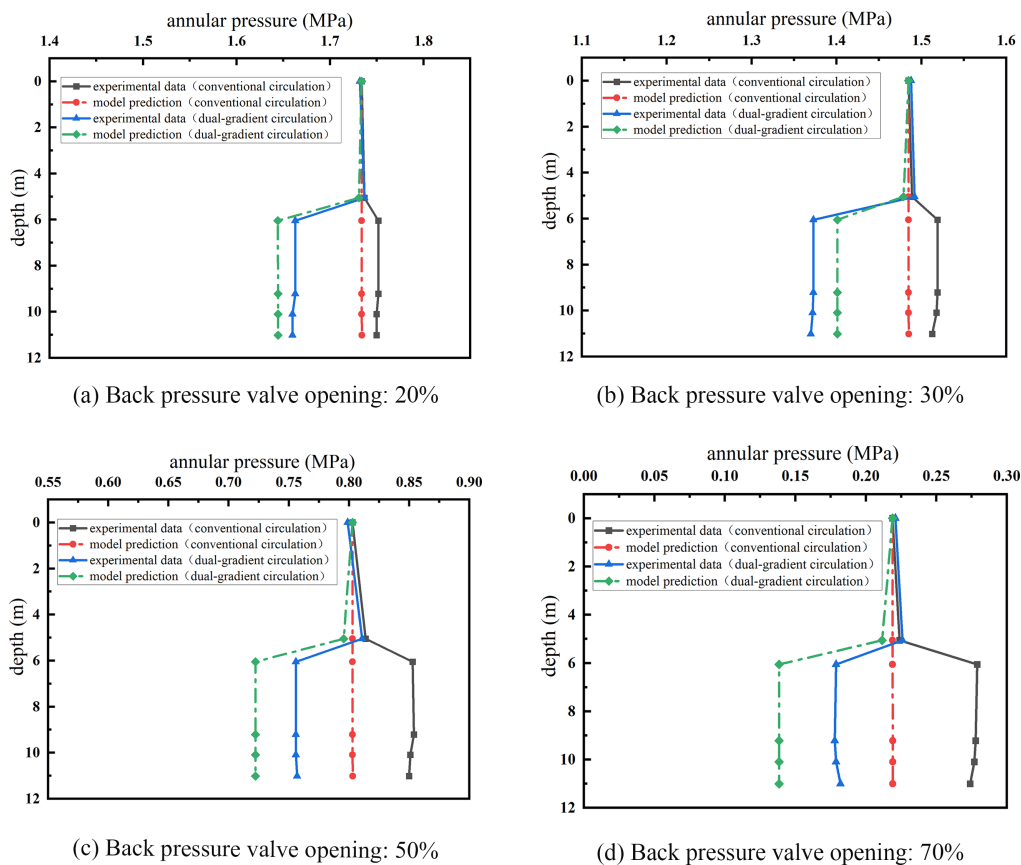 annular pressure (MPa)
1.4 1.5 1.6 1.7 1.8
0
2
4
6
8
10
12
depth (m)
experimental data（conventional circulation）
model prediction（conventional circulation）
experimental data（dual-gradient circulation）
model prediction（dual-gradient circulation）
(a) Back pressure valve opening: 20%
annular pressure (MPa)
1.1 1.2 1.3 1.4 1.5 1.6
0
2
4
6
8
10
12
depth (m)
experimental data（conventional circulation）
model prediction（conventional circulation）
experimental data（dual-gradient circulation）
model prediction（dual-gradient circulation）
(b) Back pressure valve opening: 30%
annular pressure (MPa)
0.55 0.60 0.65 0.70 0.75 0.80 0.85 0.90
0
2
4
6
8
10
12
depth (m)
experimental data（conventional circulation）
model prediction（conventional circulation）
experimental data（dual-gradient circulation）
model prediction（dual-gradient circulation）
(c) Back pressure valve opening: 50%
annular pressure (MPa)
0.00 0.05 0.10 0.15 0.20 0.25 0.30
0
2
4
6
8
10
12
depth (m)
experimental data（conventional circulation）
model prediction（conventional circulation）
experimental data（dual-gradient circulation）
model prediction（dual-gradient circulation）
(d) Back pressure valve opening: 70%